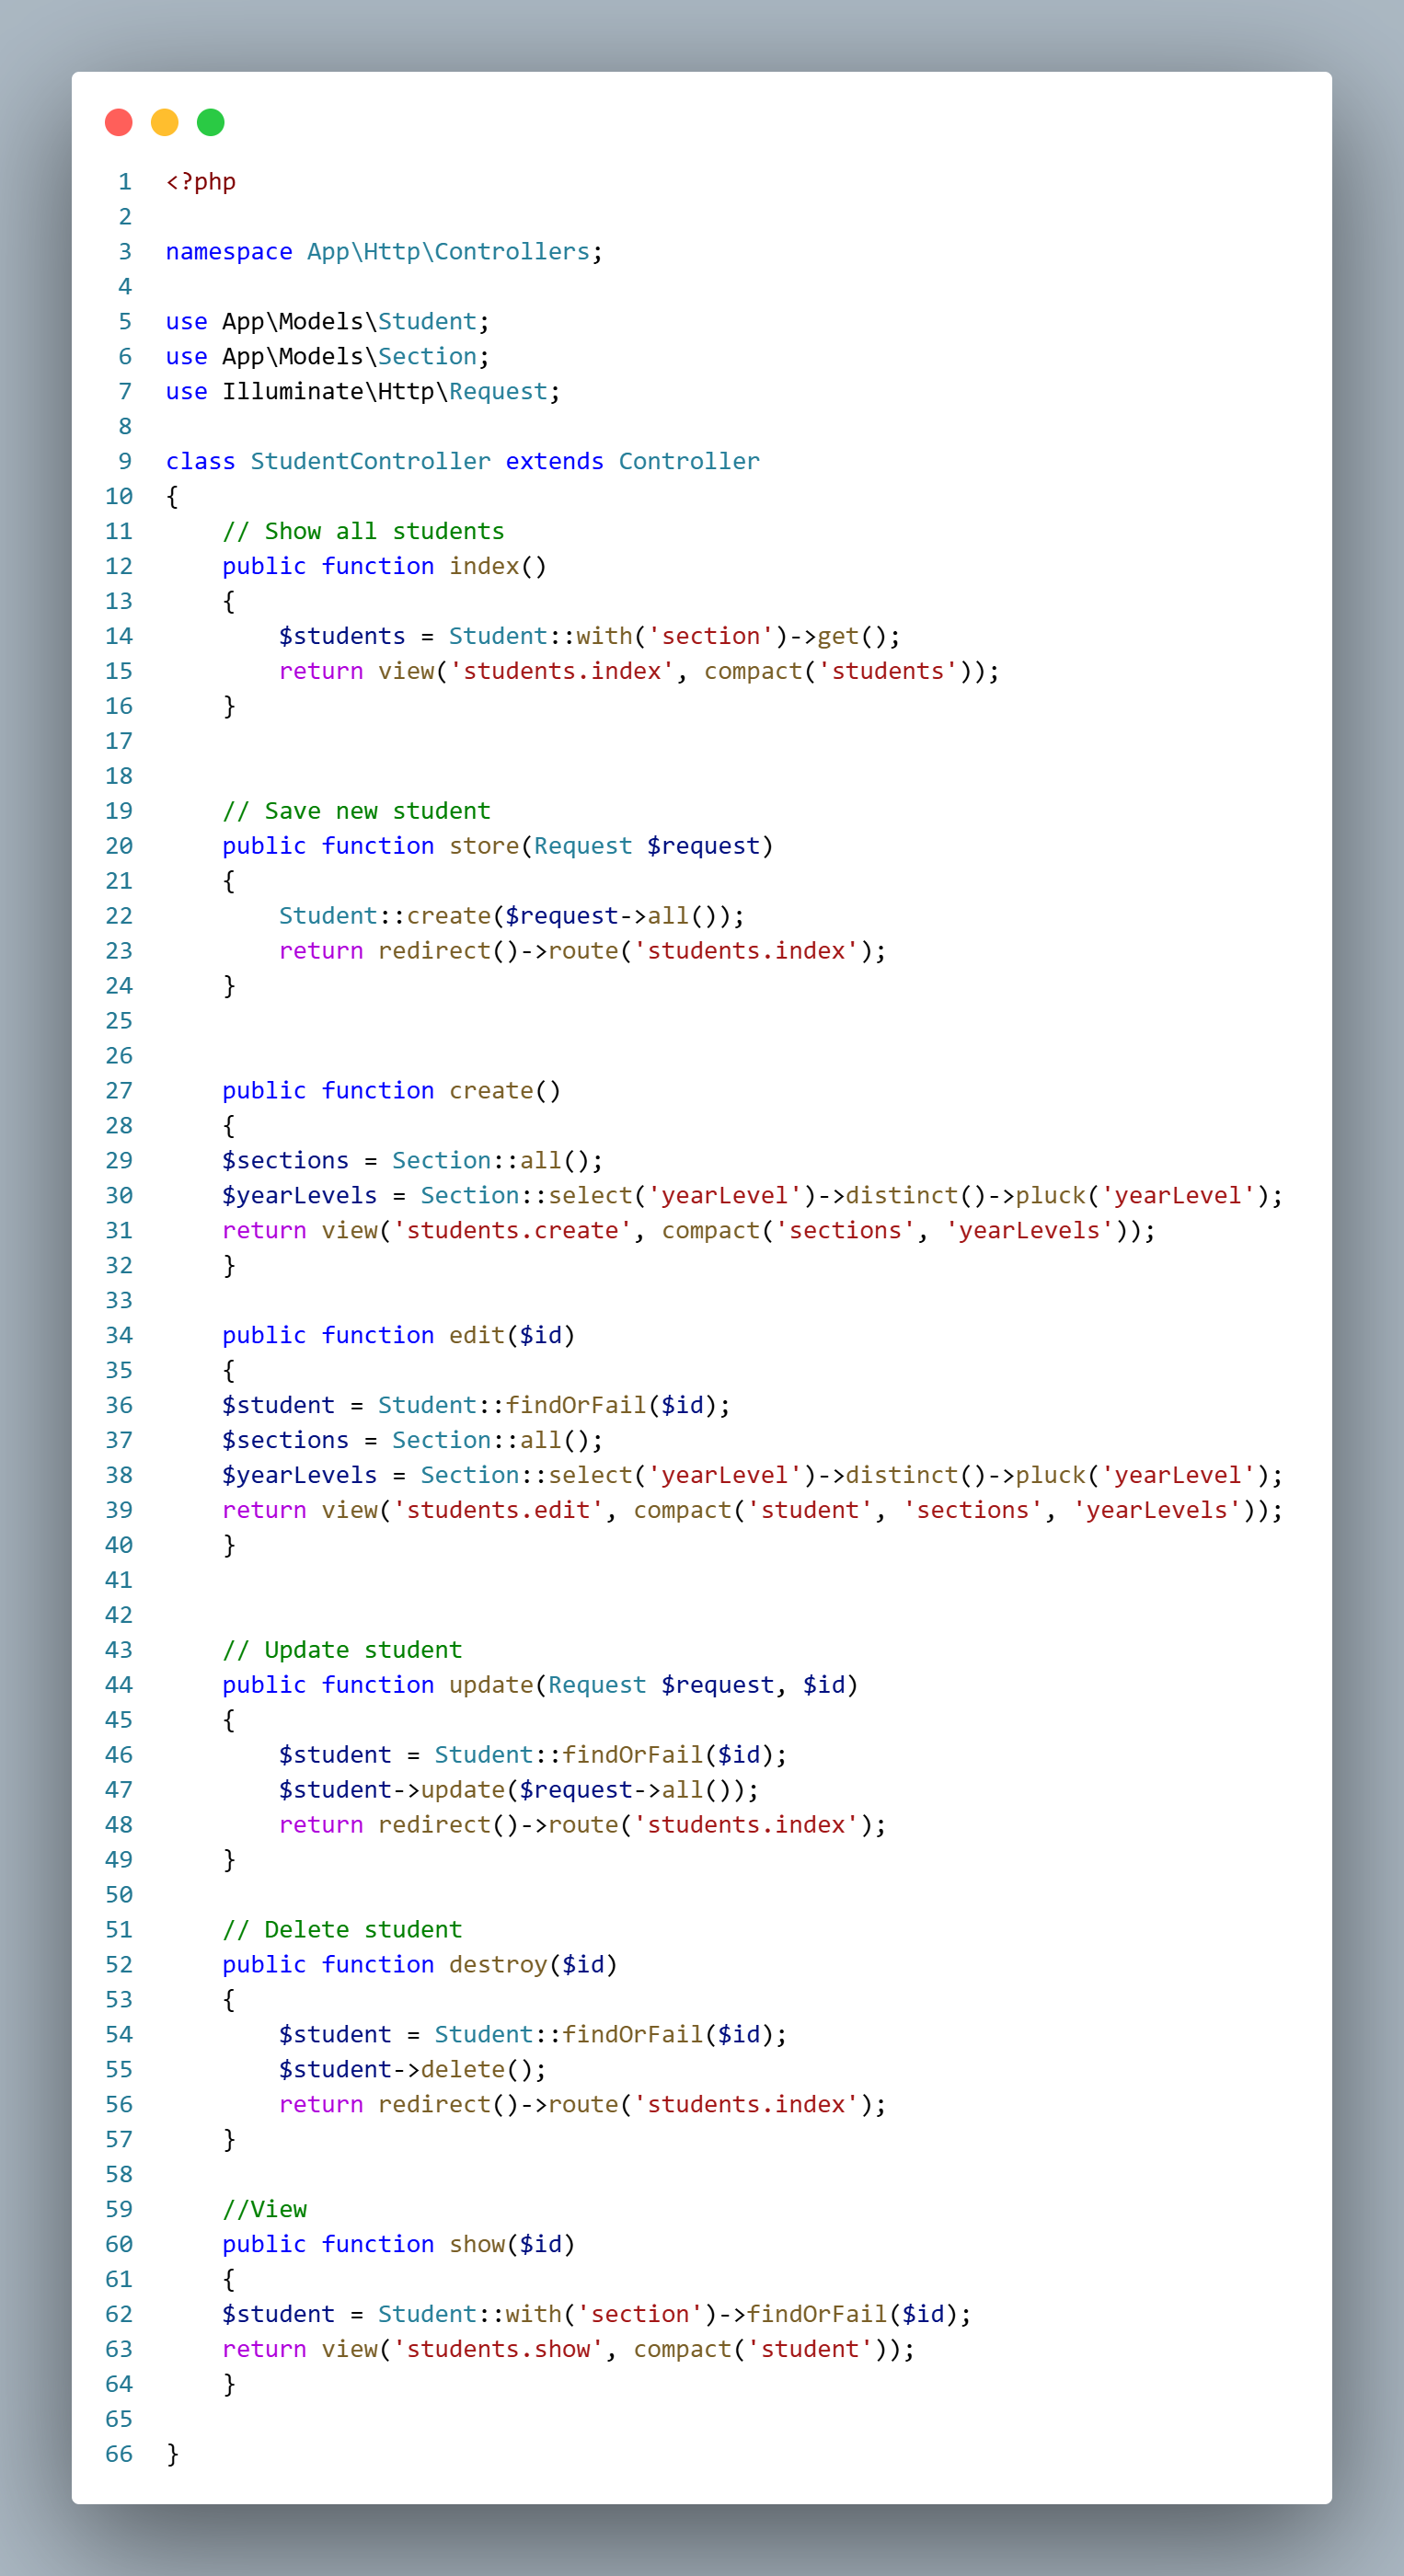 1 <?php
2
3 namespace App\Http\Controllers;
4
5 use App\Models\Student;
6 use App\Models\Section;
7 use Illuminate\Http\Request;
8
9 class StudentController extends Controller
10 {
11     // Show all students
12     public function index()
13     {
14         $students = Student::with('section')->get();
15         return view('students.index', compact('students'));
16     }
17
18
19     // Save new student
20     public function store(Request $request)
21     {
22         Student::create($request->all());
23         return redirect()->route('students.index');
24     }
25
26
27     public function create()
28     {
29     $sections = Section::all();
30     $yearLevels = Section::select('yearLevel')->distinct()->pluck('yearLevel');
31     return view('students.create', compact('sections', 'yearLevels'));
32     }
33
34     public function edit($id)
35     {
36     $student = Student::findOrFail($id);
37     $sections = Section::all();
38     $yearLevels = Section::select('yearLevel')->distinct()->pluck('yearLevel');
39     return view('students.edit', compact('student', 'sections', 'yearLevels'));
40     }
41
42
43     // Update student
44     public function update(Request $request, $id)
45     {
46         $student = Student::findOrFail($id);
47         $student->update($request->all());
48         return redirect()->route('students.index');
49     }
50
51     // Delete student
52     public function destroy($id)
53     {
54         $student = Student::findOrFail($id);
55         $student->delete();
56         return redirect()->route('students.index');
57     }
58
59     //View
60     public function show($id)
61     {
62     $student = Student::with('section')->findOrFail($id);
63     return view('students.show', compact('student'));
64     }
65
66 }